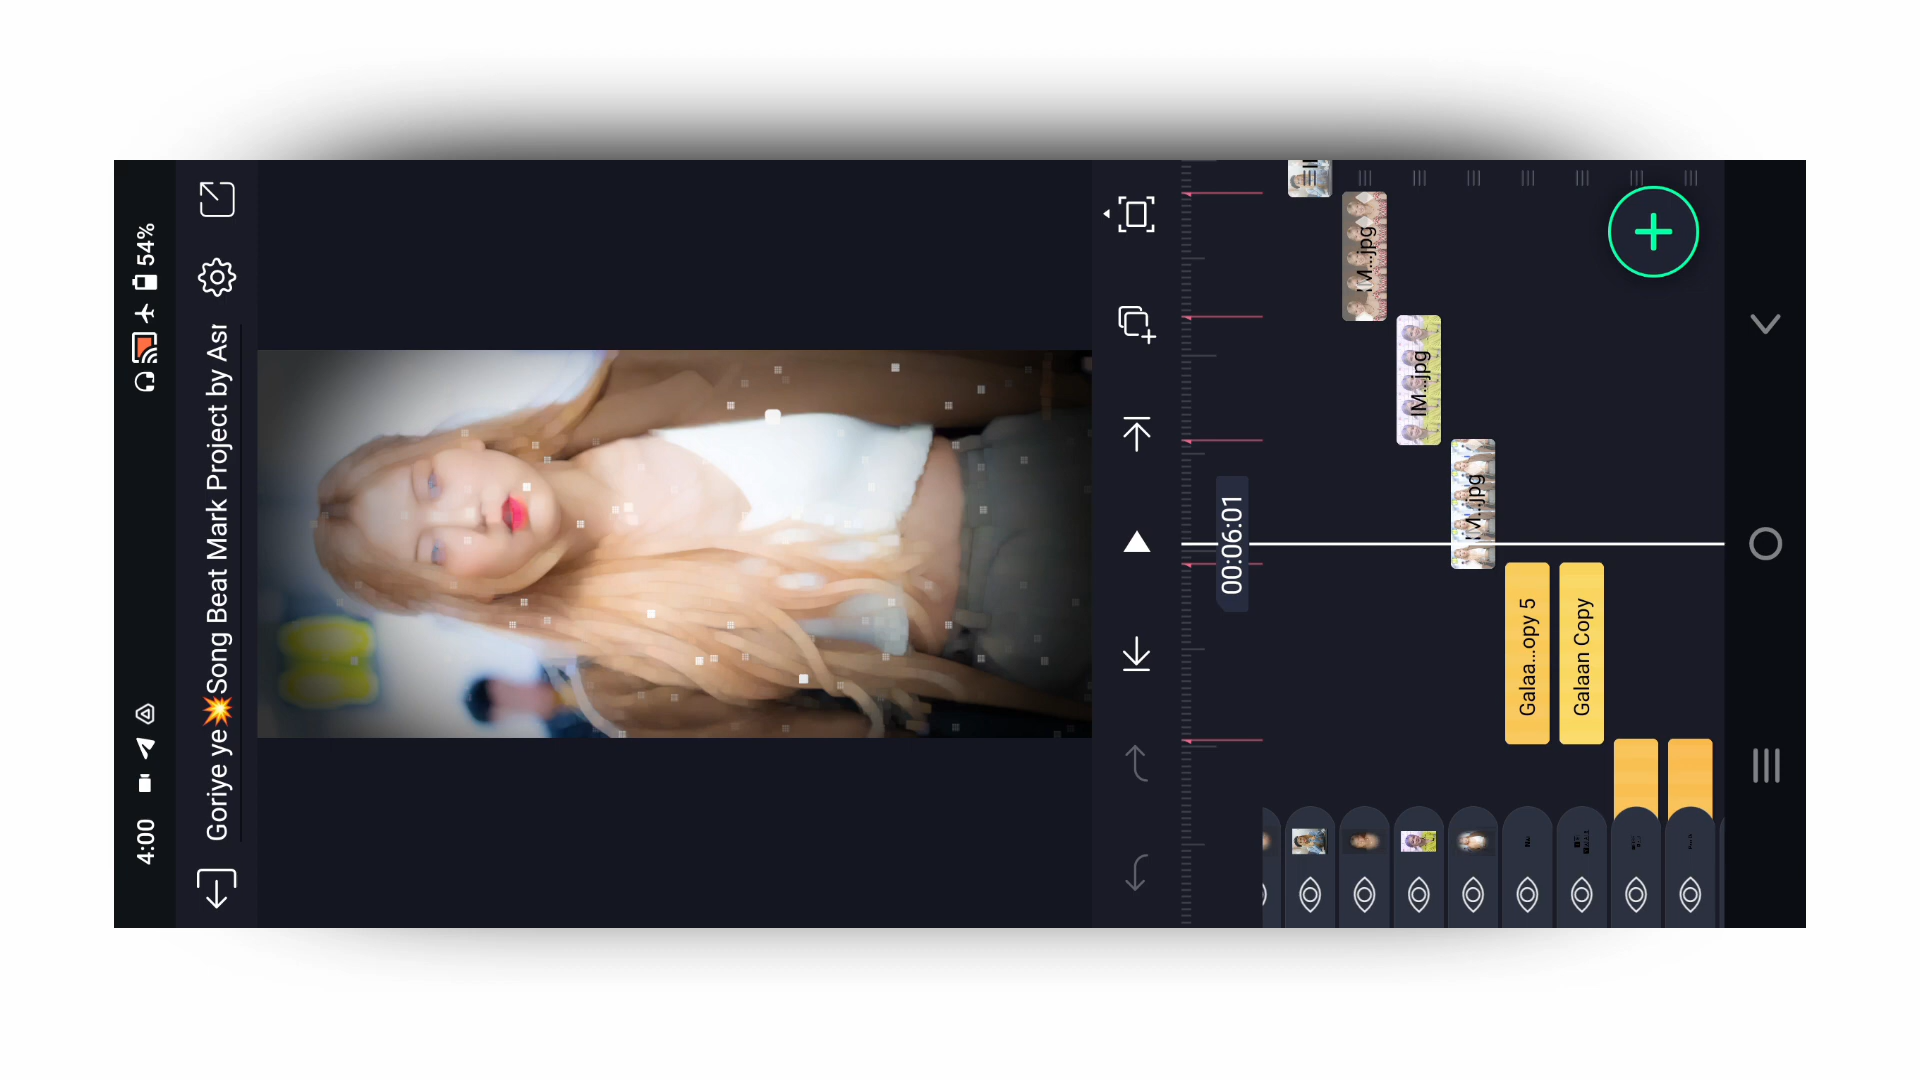 4:00
54%
Goriye ye💥Song Beat Mark Project by Asr
00:06:01
IM...jpg
IM...jpg
IM...jpg
Galaa...opy 5
Galaan Copy